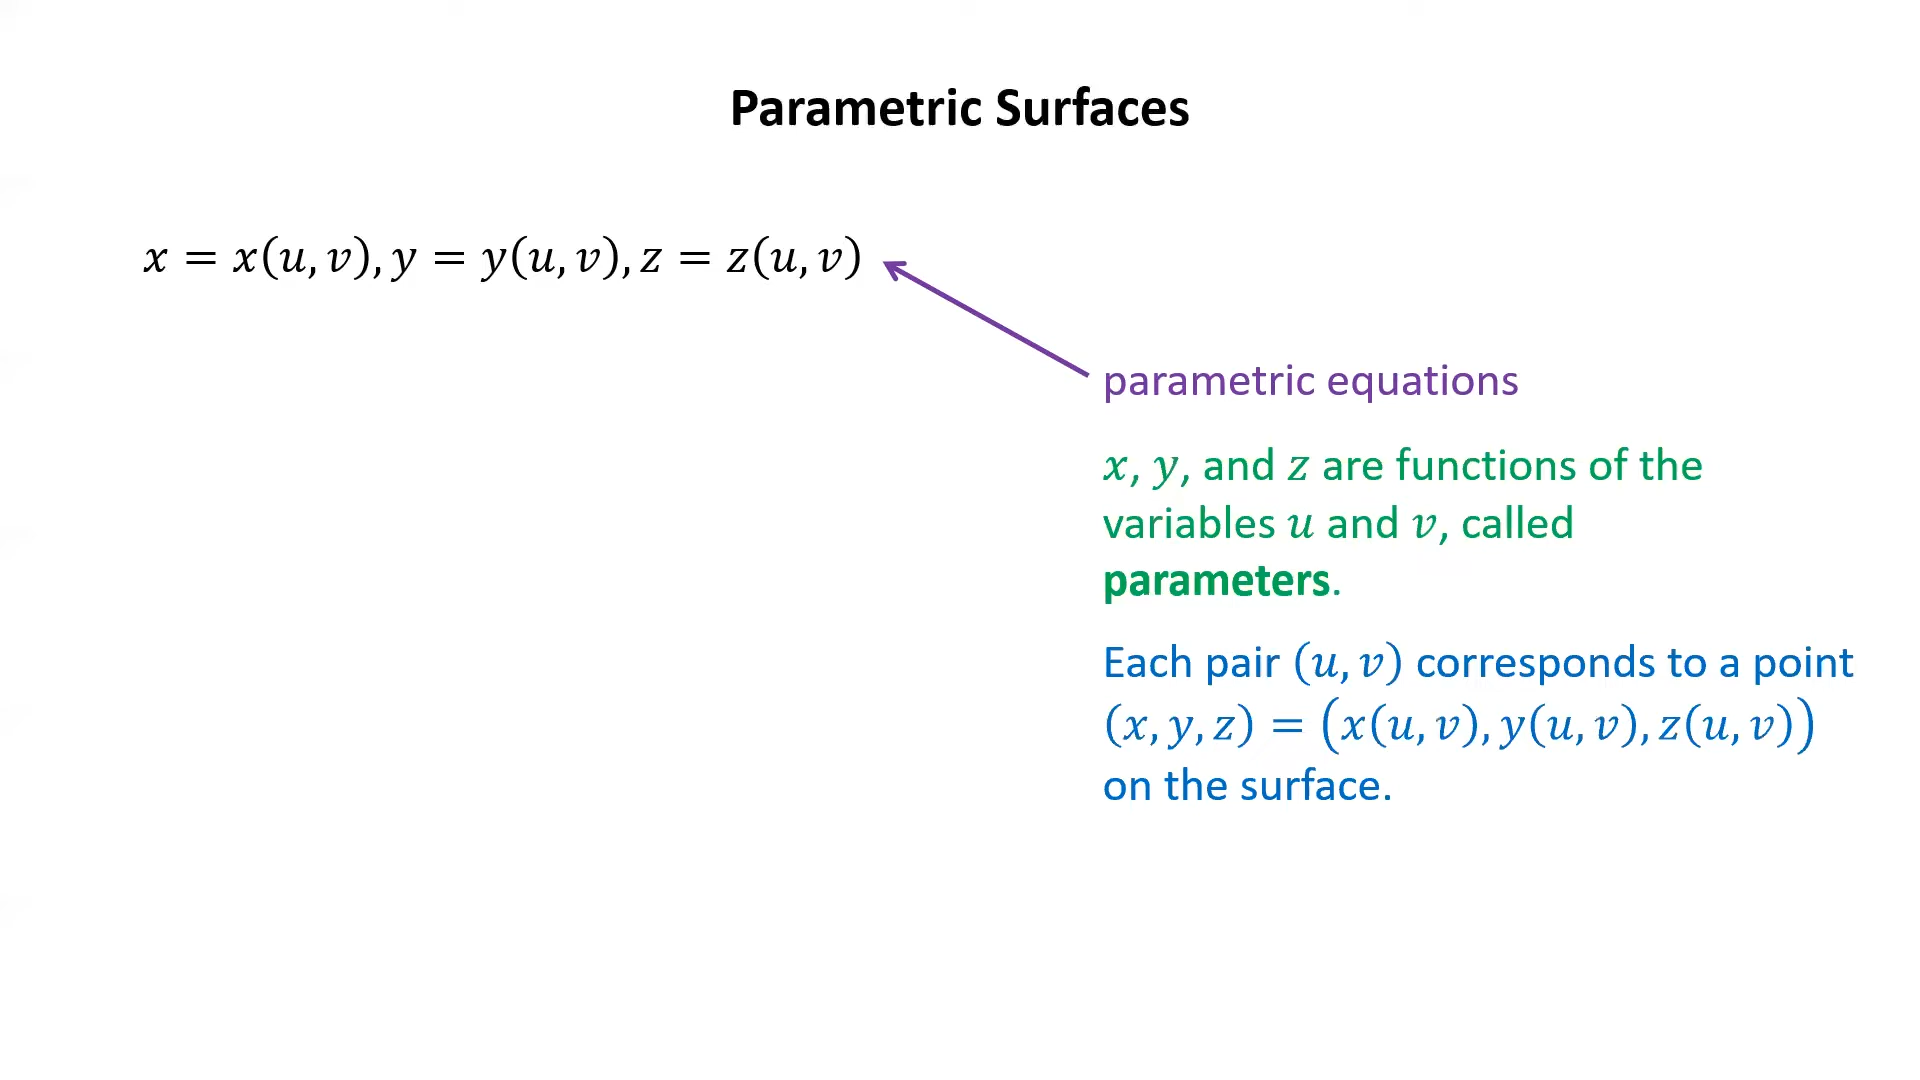 Parametric Surfaces
𝑥 = 𝑥(𝑢, 𝑣), 𝑦 = 𝑦(𝑢, 𝑣), 𝑧 = 𝑧(𝑢, 𝑣)
parametric equations
𝑥, 𝑦, and 𝑧 are functions of the
variables 𝑢 and 𝑣, called
parameters.
Each pair (𝑢, 𝑣) corresponds to a point
(𝑥, 𝑦, 𝑧) = (𝑥(𝑢, 𝑣), 𝑦(𝑢, 𝑣), 𝑧(𝑢, 𝑣))
on the surface.